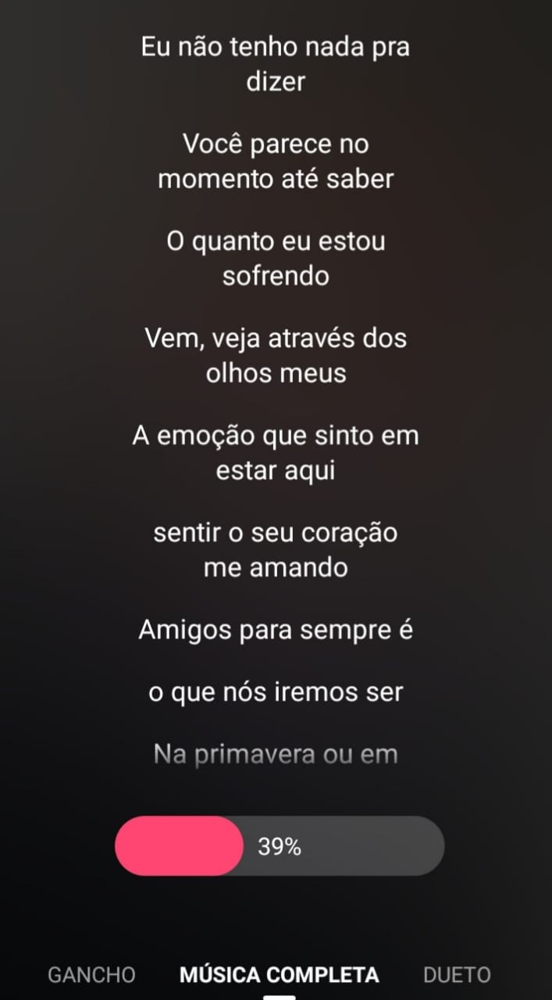 Eu não tenho nada pra
dizer
Você parece no
momento até saber
O quanto eu estou
sofrendo
Vem, veja através dos
olhos meus
A emoção que sinto em
estar aqui
sentir o seu coração
me amando
Amigos para sempre é
o que nós iremos ser
Na primavera ou em
39%
GANCHO MÚSICA COMPLETA DUETO